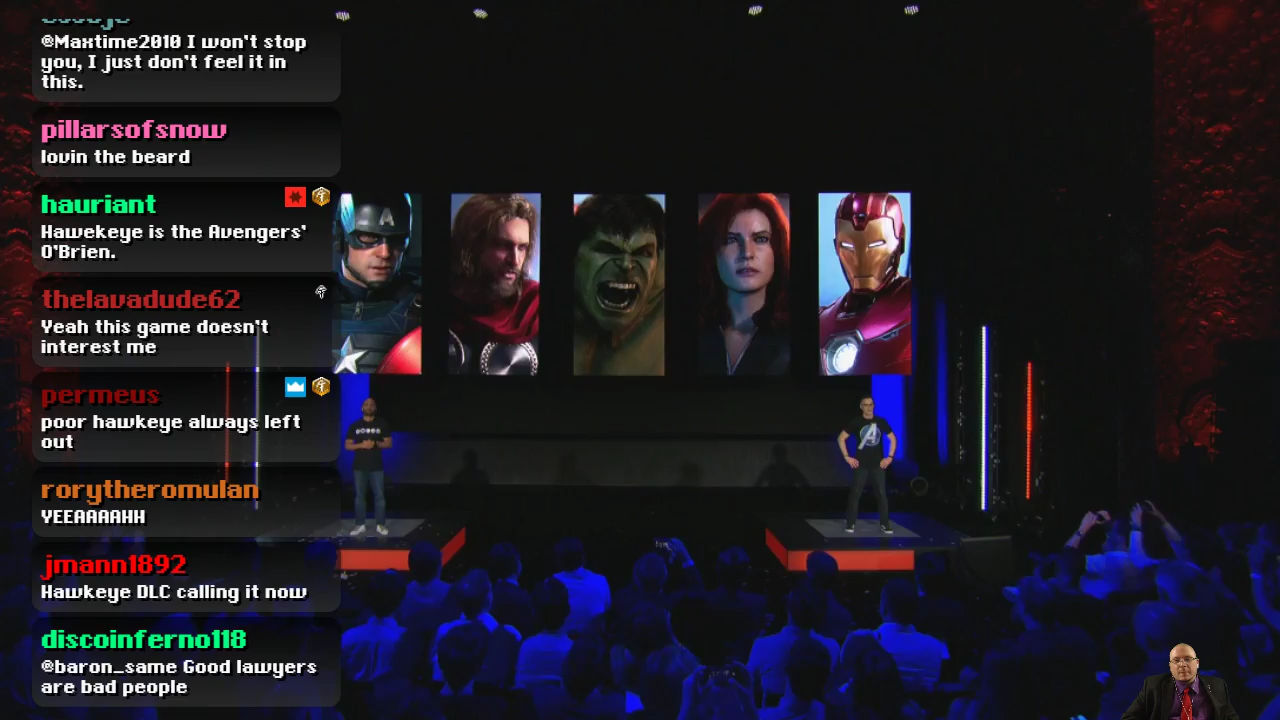 @Maxtime2010 I won't stop
you, I just don't feel it in
this.
pillarsofsnow
lovin the beard
hauriant
Hawekeye is the Avengers'
O'Brien.
thelavadude62
Yeah this game doesn't
interest me
permeus
poor hawkeye always left
out
rorytheromulan
YEEAAAAHH
jmann1892
Hawkeye DLC calling it now
discoinferno118
@baron_same Good lawyers
are bad people